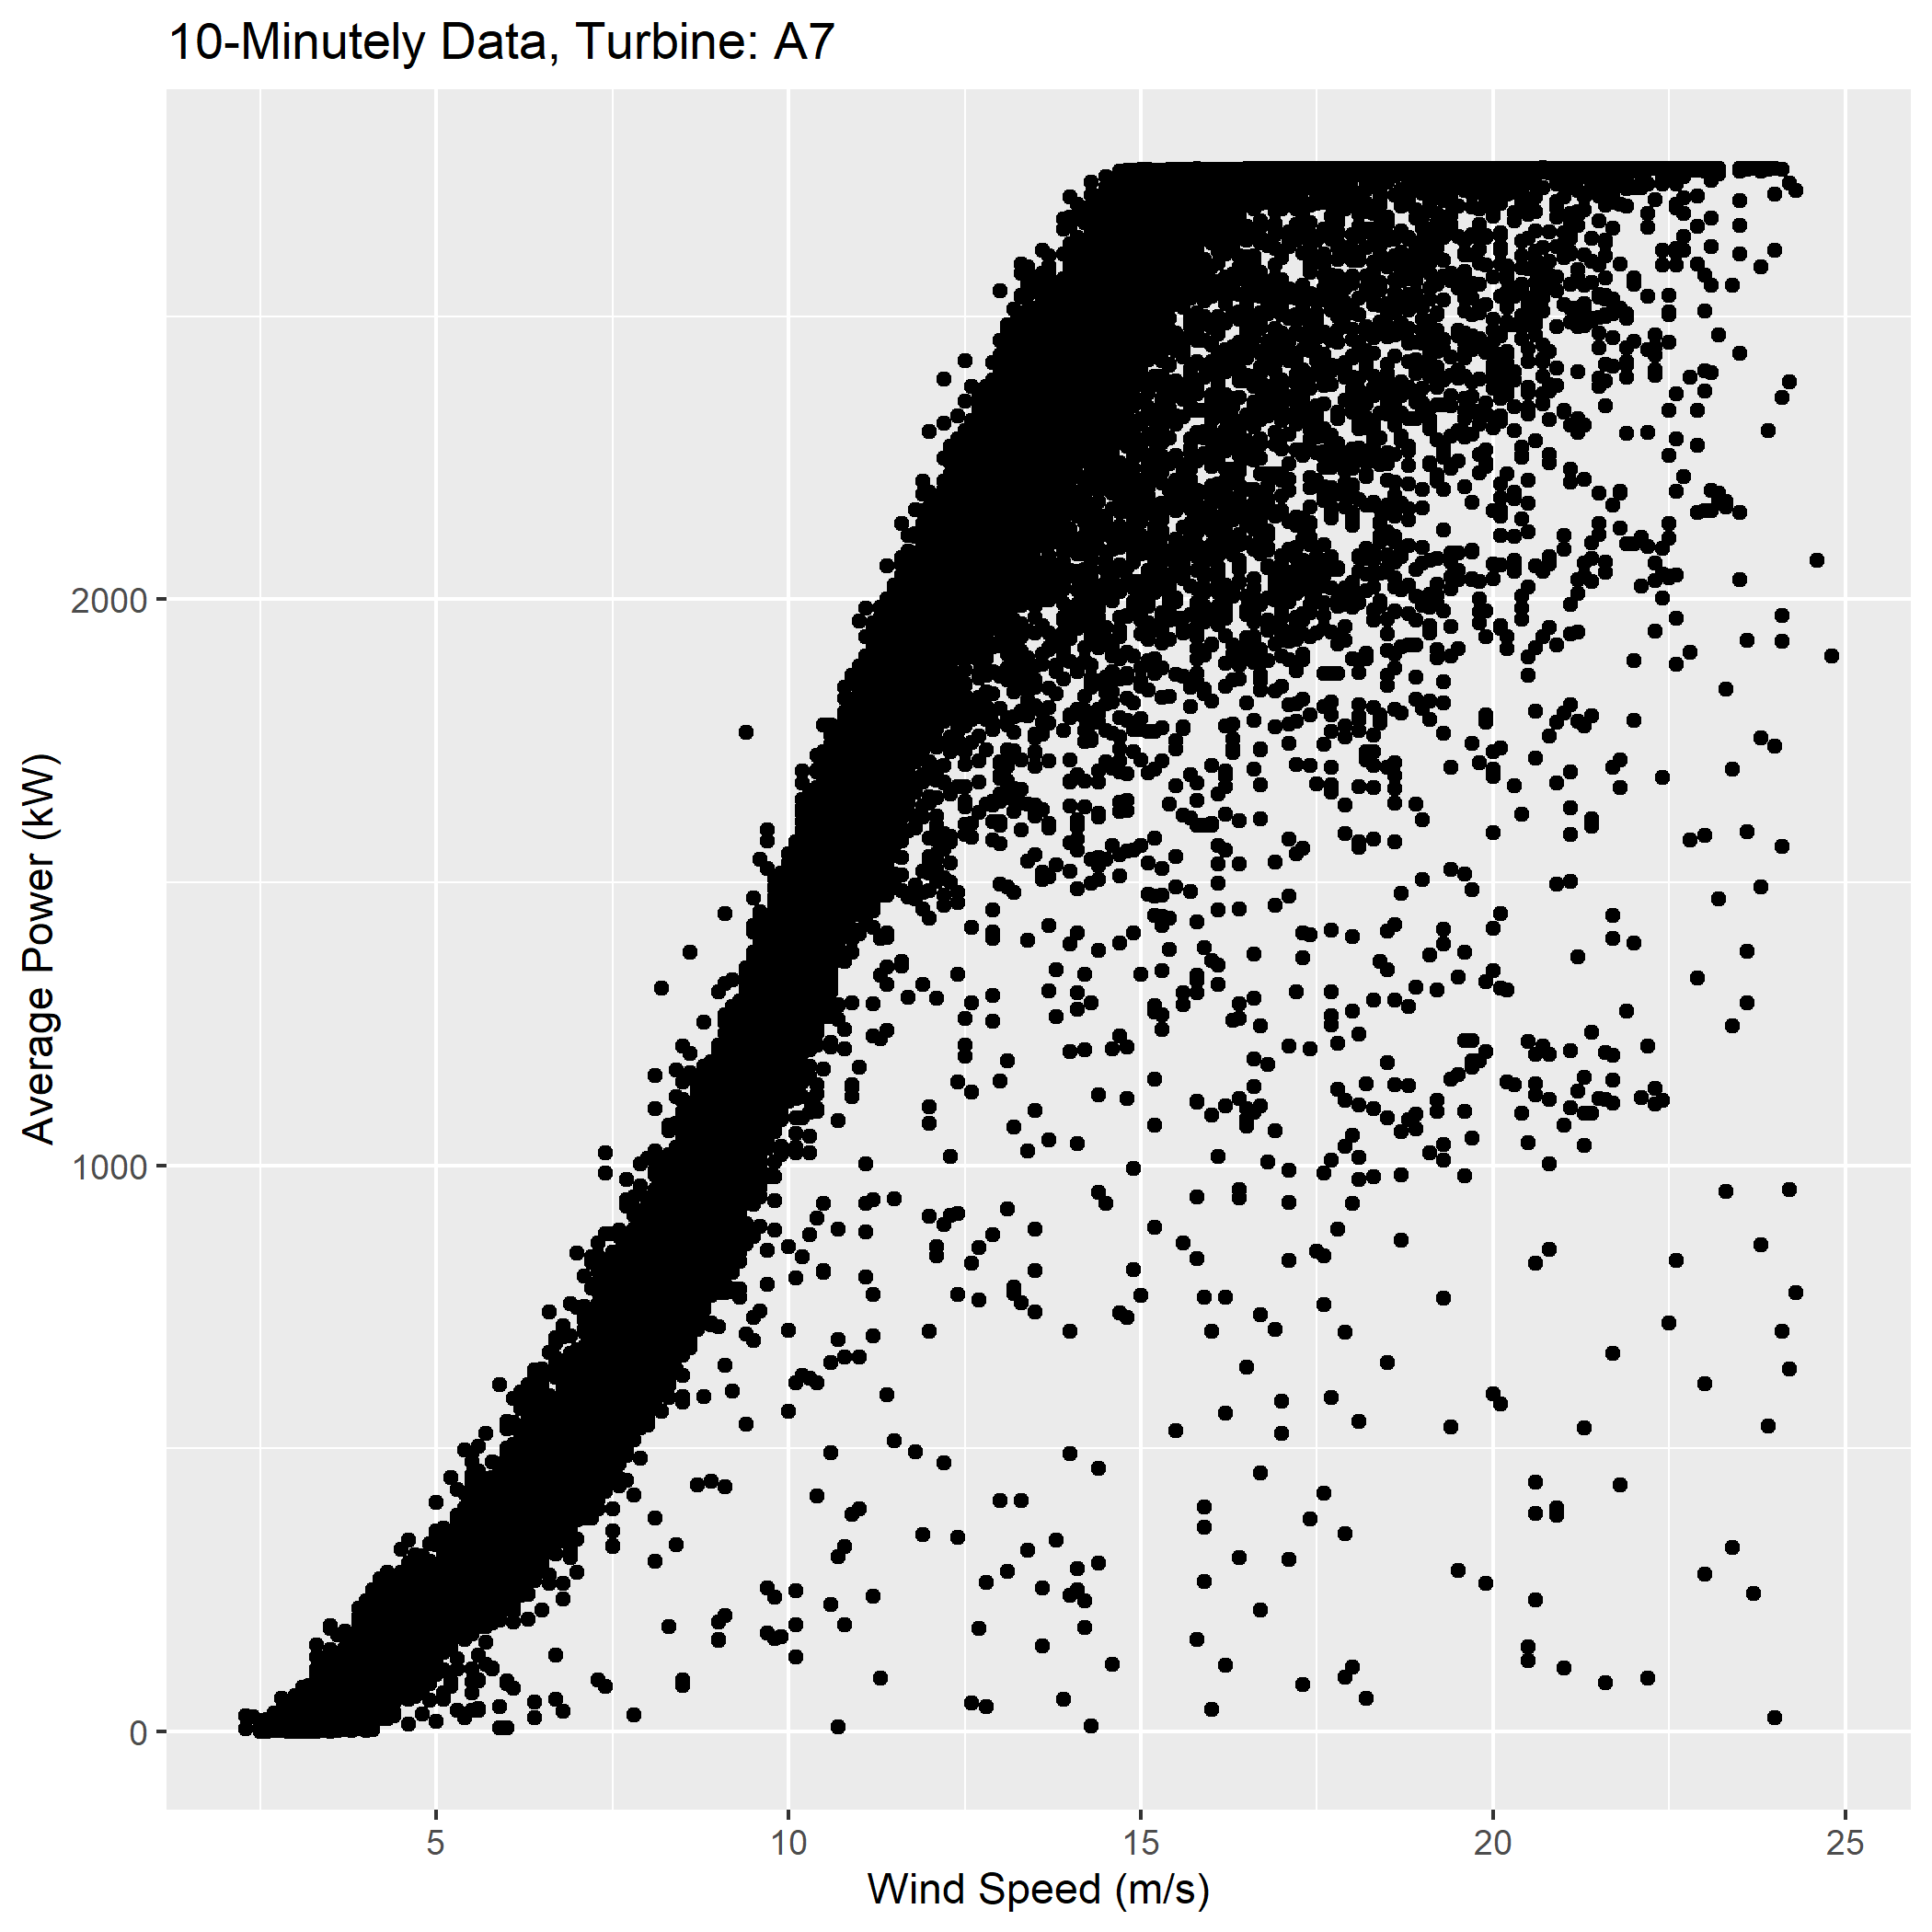 10-Minutely Data, Turbine: A7
Average Power (kW)
2000
1000
0
5 10 15 20 25
Wind Speed (m/s)